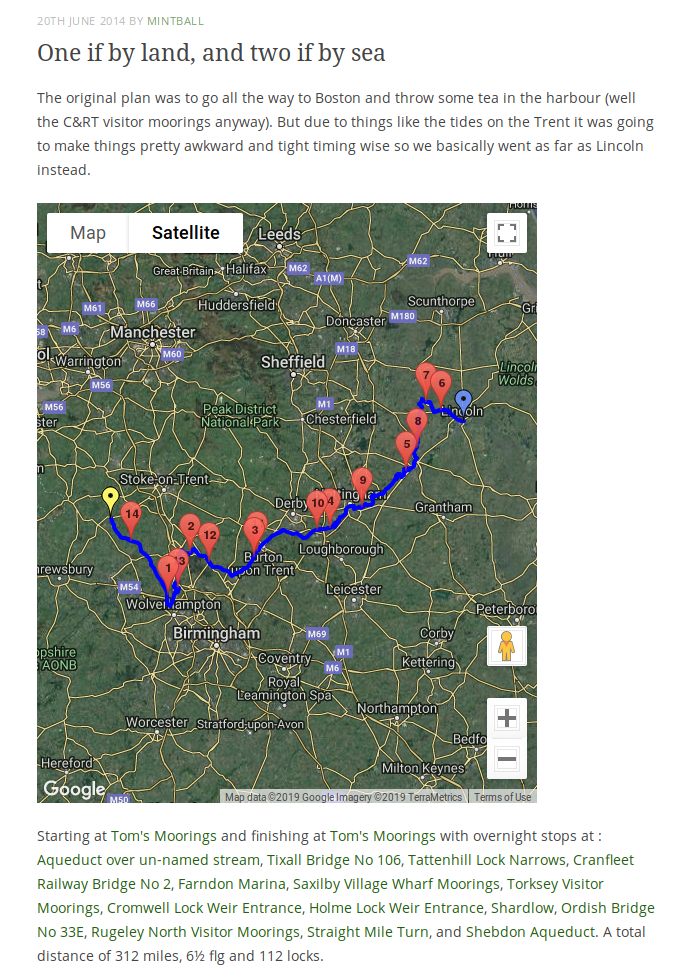 20TH JUNE 2014 BY MINTBALL
One if by land, and two if by sea
The original plan was to go all the way to Boston and throw some tea in the harbour (well
the C&RT visitor moorings anyway). But due to things like the tides on the Trent it was going
to make things pretty awkward and tight timing wise so we basically went as far as Lincoln
instead.
Map Satellite
Leeds
Great-Britain Halifax M62 A1(M) M62
Huddersfield
Scunthorpe
M61 M66
M180
Doncaster
M6 Manchester
M18
Warrington M60
Sheffield
M56
Lincoln
Wolds
7 6
M56
Peak District
National Park
M1
Chesterfield
8
5
Stoke-on-Trent
9
14
Derby 10 4
Grantham
2 12 3
Burton
upon Trent
Loughborough
1
M54
Leicester
Wolverhampton
Birmingham
M69
Corby
Coventry M1
M6
Kettering
Royal
Leamington Spa
Northampton
Worcester Stratford-upon-Avon
Hereford
Milton Keynes
Google
M50
Map data ©2019 Google Imagery ©2019 TerraMetrics Terms of Use
Starting at Tom's Moorings and finishing at Tom's Moorings with overnight stops at :
Aqueduct over un-named stream, Tixall Bridge No 106, Tattenhill Lock Narrows, Cranfleet
Railway Bridge No 2, Farndon Marina, Saxilby Village Wharf Moorings, Torksey Visitor
Moorings, Cromwell Lock Weir Entrance, Holme Lock Weir Entrance, Shardlow, Ordish Bridge
No 33E, Rugeley North Visitor Moorings, Straight Mile Turn, and Shebdon Aqueduct. A total
distance of 312 miles, 6½ flg and 112 locks.